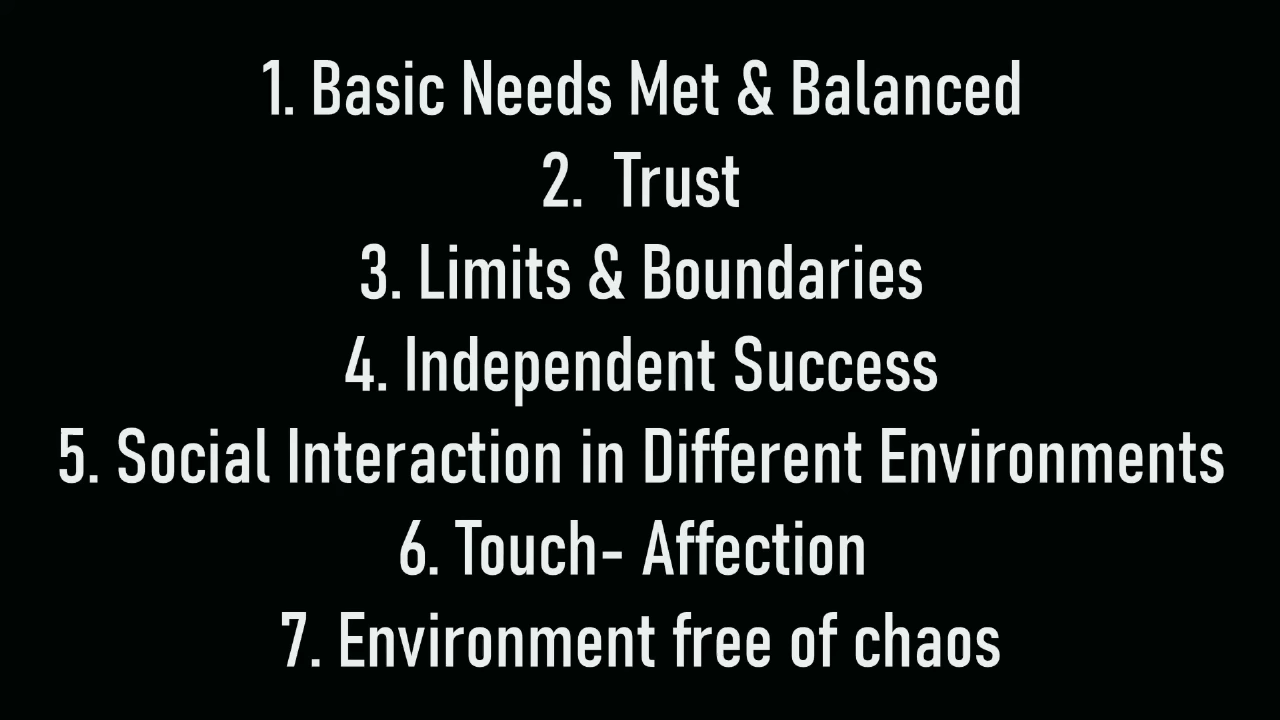 1. Basic Needs Met & Balanced
2.  Trust
3. Limits & Boundaries
4. Independent Success
5. Social Interaction in Different Environments
6. Touch- Affection
7. Environment free of chaos